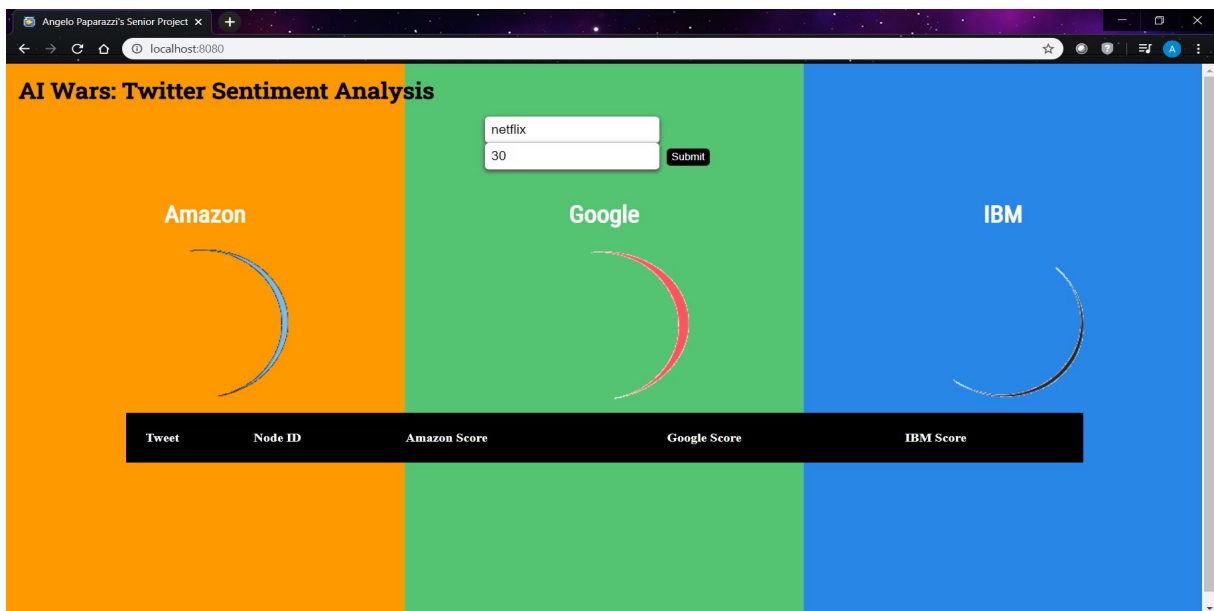 Angelo Paparazzi's Senior Project
localhost:8080
A
AI Wars: Twitter Sentiment Analysis
netflix
30 Submit
Amazon Google IBM
Tweet Node ID Amazon Score Google Score IBM Score